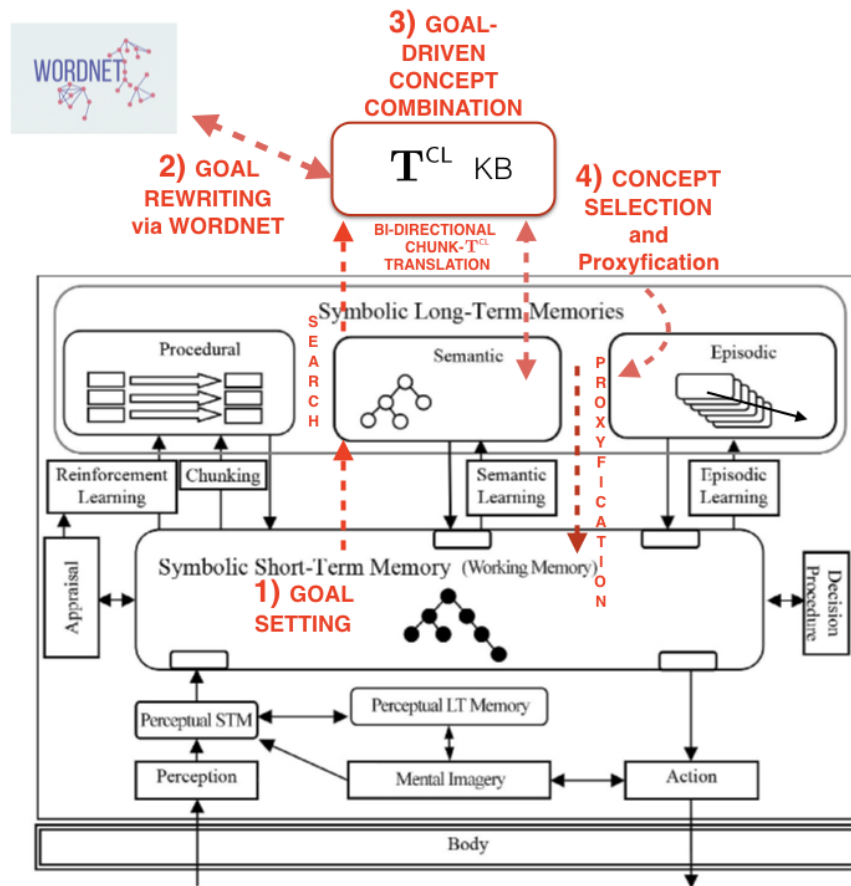 WORDNET
3) GOAL-
DRIVEN
CONCEPT
COMBINATION
T^CL KB
2) GOAL
REWRITING
via WORDNET
4) CONCEPT
SELECTION
and
Proxyfication
BI-DIRECTIONAL
CHUNK-T^CL
TRANSLATION
Symbolic Long-Term Memories
Procedural
SEARCH
Semantic
PROXYFICATION
Episodic
Reinforcement
Learning
Chunking
Semantic
Learning
Episodic
Learning
Appraisal
Symbolic Short-Term Memory (Working Memory)
1) GOAL
SETTING
Decision
Procedure
Perceptual STM
Perceptual LT Memory
Perception
Mental Imagery
Action
Body